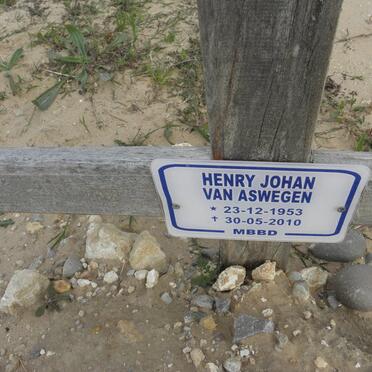 HENRY JOHAN
VAN ASWEGEN
* 23-12-1953
† 30-05-2010
MBBD